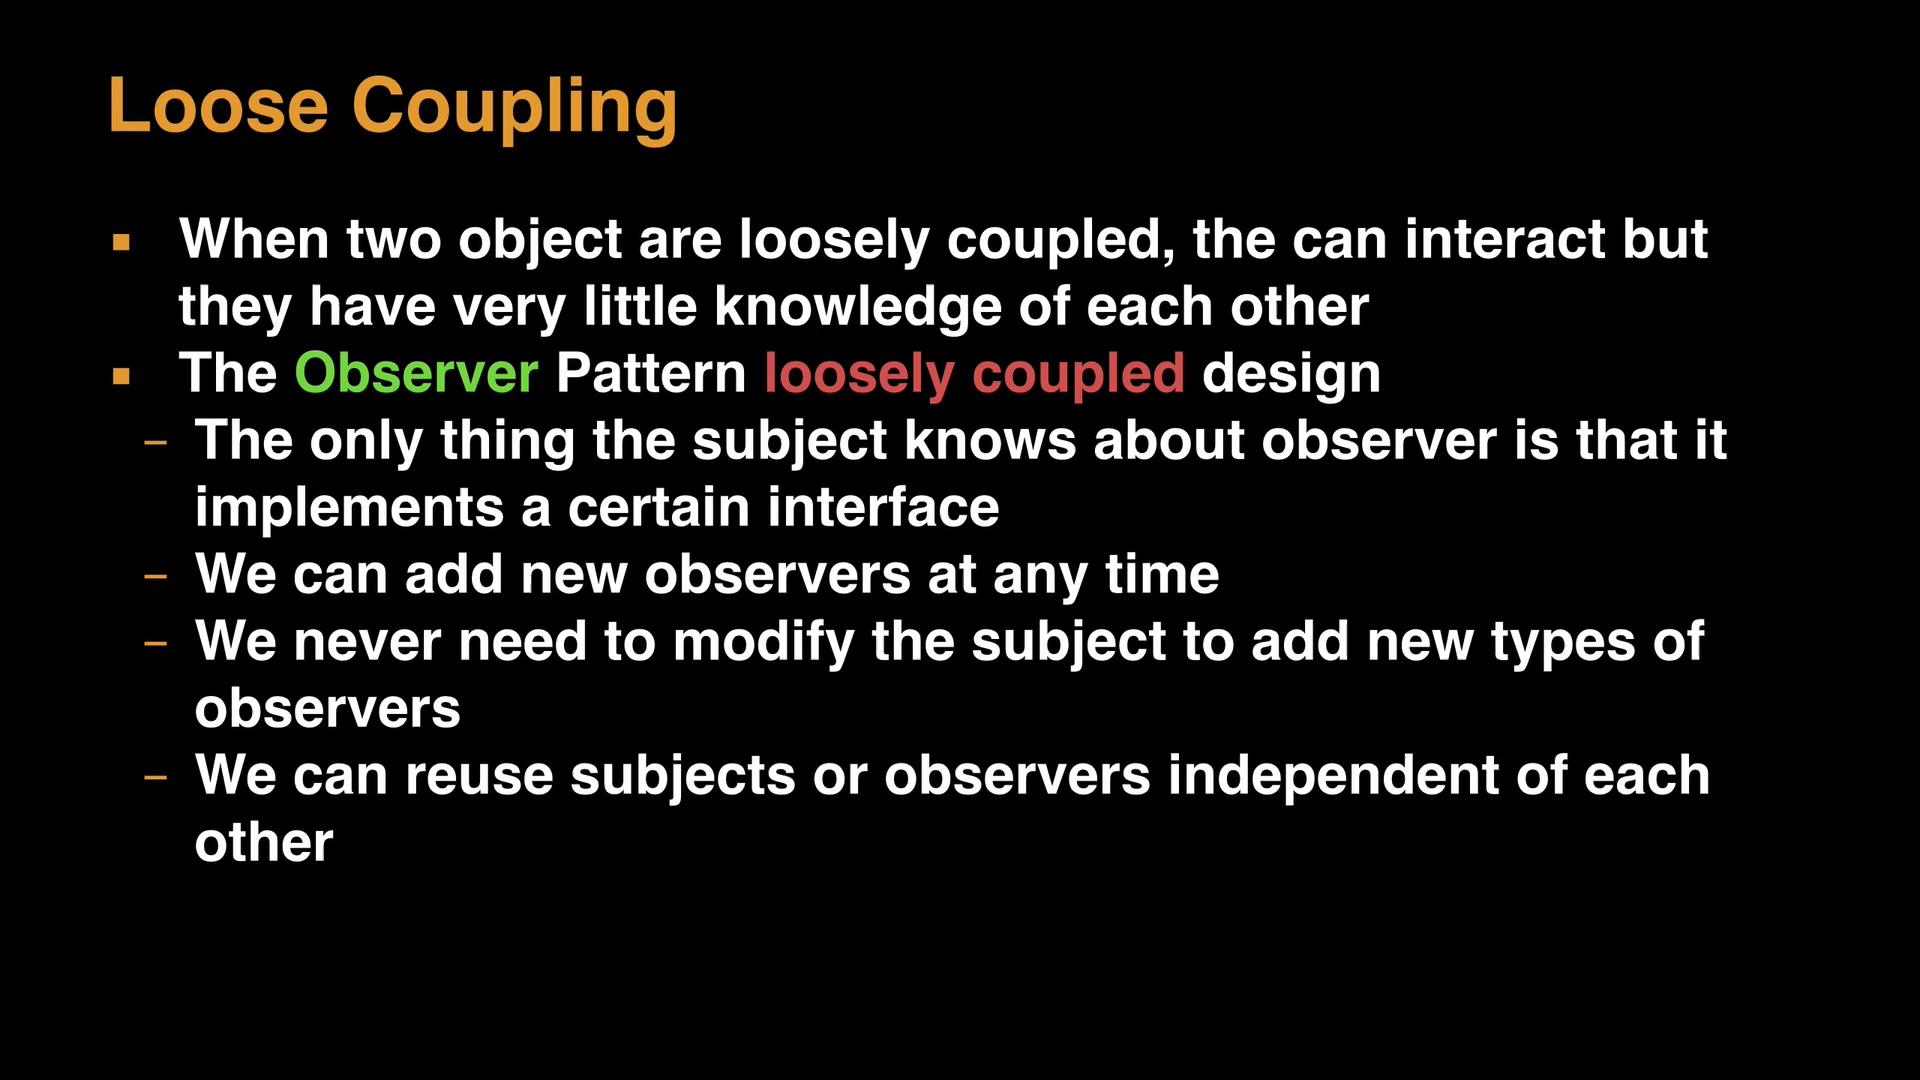 Loose Coupling
▪ When two object are loosely coupled, the can interact but
they have very little knowledge of each other
▪ The Observer Pattern loosely coupled design
– The only thing the subject knows about observer is that it
implements a certain interface
– We can add new observers at any time
– We never need to modify the subject to add new types of
observers
– We can reuse subjects or observers independent of each
other